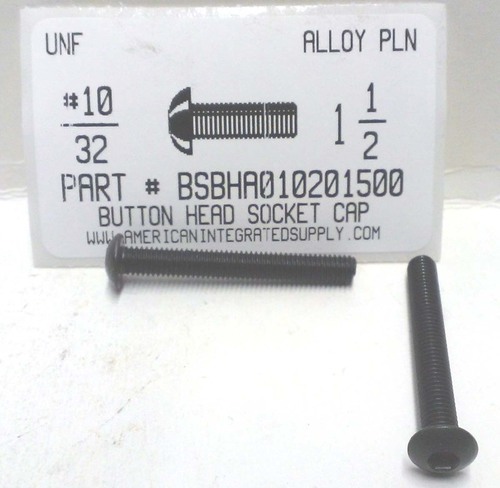 UNF ALLOY PLN
#10
32
1 1/2
PART # BSBHA010201500
BUTTON HEAD SOCKET CAP
WWW.AMERICANINTEGRATEDSUPPLY.COM